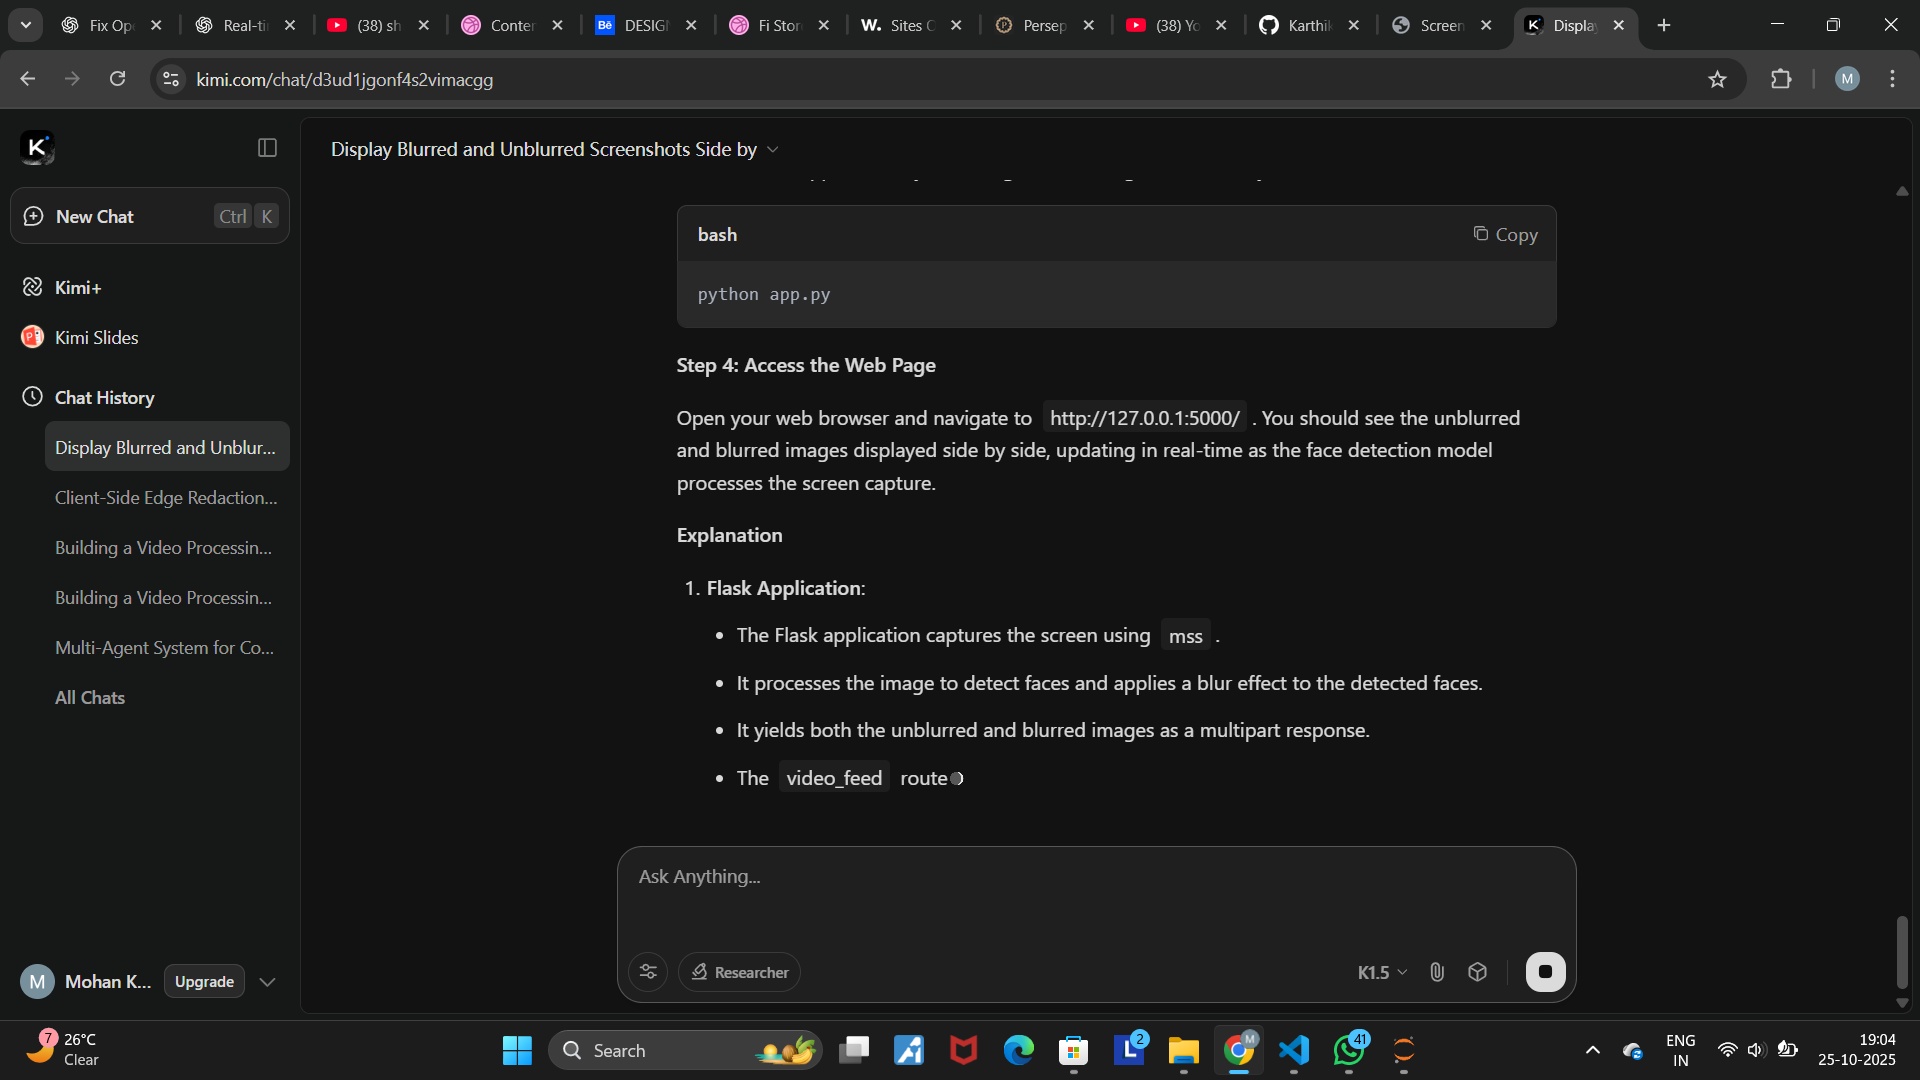 Fix Op
Real-ti
(38) sh
Conter
Bē
DESIG
Fi Stor
W.
Sites C
P
Persep
(38) Yo
Karthik
Screen
K
Displa
kimi.com/chat/d3ud1jgonf4s2vimacgg
M
K
New Chat
Ctrl
K
Kimi+
Kimi Slides
Chat History
Display Blurred and Unblur...
Client-Side Edge Redaction...
Building a Video Processin...
Building a Video Processin...
Multi-Agent System for Co...
All Chats
M
Mohan K...
Upgrade
Display Blurred and Unblurred Screenshots Side by
bash
Copy
python app.py
Step 4: Access the Web Page
Open your web browser and navigate to http://127.0.0.1:5000/ . You should see the unblurred
and blurred images displayed side by side, updating in real-time as the face detection model
processes the screen capture.
Explanation
1. Flask Application:
• The Flask application captures the screen using mss .
• It processes the image to detect faces and applies a blur effect to the detected faces.
• It yields both the unblurred and blurred images as a multipart response.
• The video_feed route
Ask Anything...
Researcher
K1.5
7
26°C
Clear
Search
L
2
M
41
ENG
IN
19:04
25-10-2025